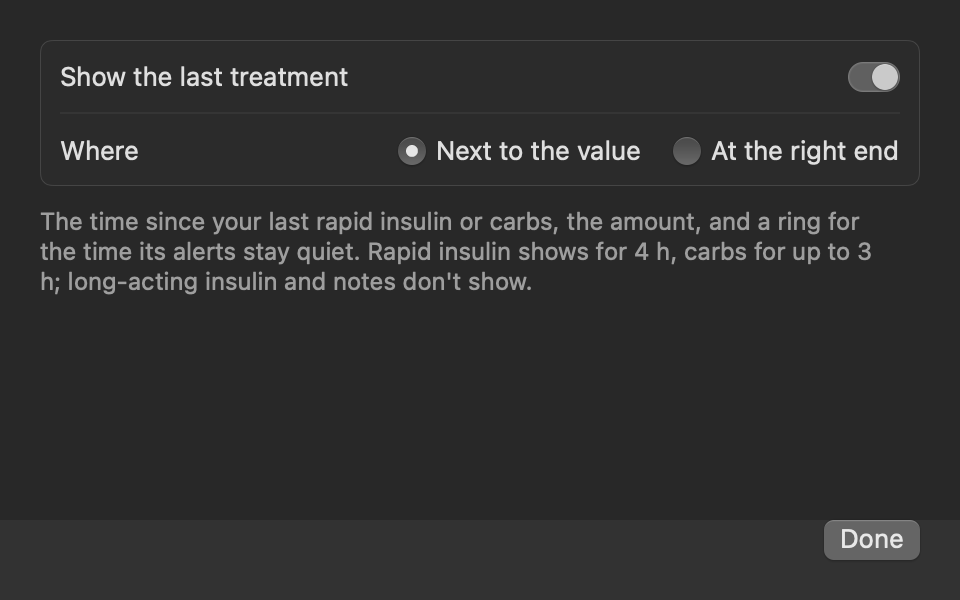 Show the last treatment
Where
Next to the value
At the right end
The time since your last rapid insulin or carbs, the amount, and a ring for
the time its alerts stay quiet. Rapid insulin shows for 4 h, carbs for up to 3
h; long-acting insulin and notes don't show.
Done